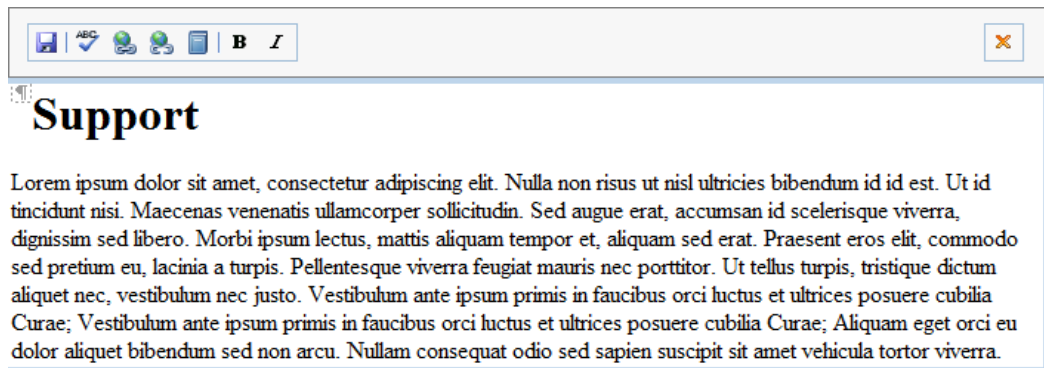 ABC B I
¶
Support
Lorem ipsum dolor sit amet, consectetur adipiscing elit. Nulla non risus ut nisl ultricies bibendum id id est. Ut id
tincidunt nisi. Maecenas venenatis ullamcorper sollicitudin. Sed augue erat, accumsan id scelerisque viverra,
dignissim sed libero. Morbi ipsum lectus, mattis aliquam tempor et, aliquam sed erat. Praesent eros elit, commodo
sed pretium eu, lacinia a turpis. Pellentesque viverra feugiat mauris nec porttitor. Ut tellus turpis, tristique dictum
aliquet nec, vestibulum nec justo. Vestibulum ante ipsum primis in faucibus orci luctus et ultrices posuere cubilia
Curae; Vestibulum ante ipsum primis in faucibus orci luctus et ultrices posuere cubilia Curae; Aliquam eget orci eu
dolor aliquet bibendum sed non arcu. Nullam consequat odio sed sapien suscipit sit amet vehicula tortor viverra.